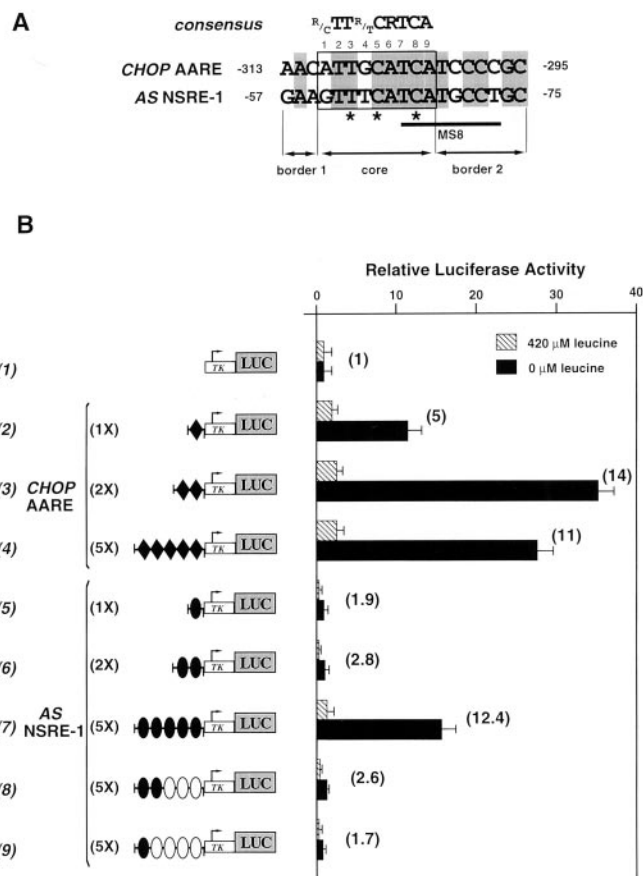 A
consensus R/C TT R/T CRTCA
1 2 3 4 5 6 7 8 9
CHOP AARE -313 AACATTGCATCATCCCCGC -295
AS NSRE-1 -57 GAAGTTTCATCATGCCTGC -75
* * *
MS8
border 1 core border 2
B
Relative Luciferase Activity
0 10 20 30 40
420 µM leucine
0 µM leucine
(1) TK LUC (1)
(2) (1X) TK LUC (5)
(3) (2X) TK LUC (14)
CHOP
AARE
(4) (5X) TK LUC (11)
(5) (1X) TK LUC (1.9)
(6) (2X) TK LUC (2.8)
AS
NSRE-1
(7) (5X) TK LUC (12.4)
(8) (5X) TK LUC (2.6)
(9) (5X) TK LUC (1.7)